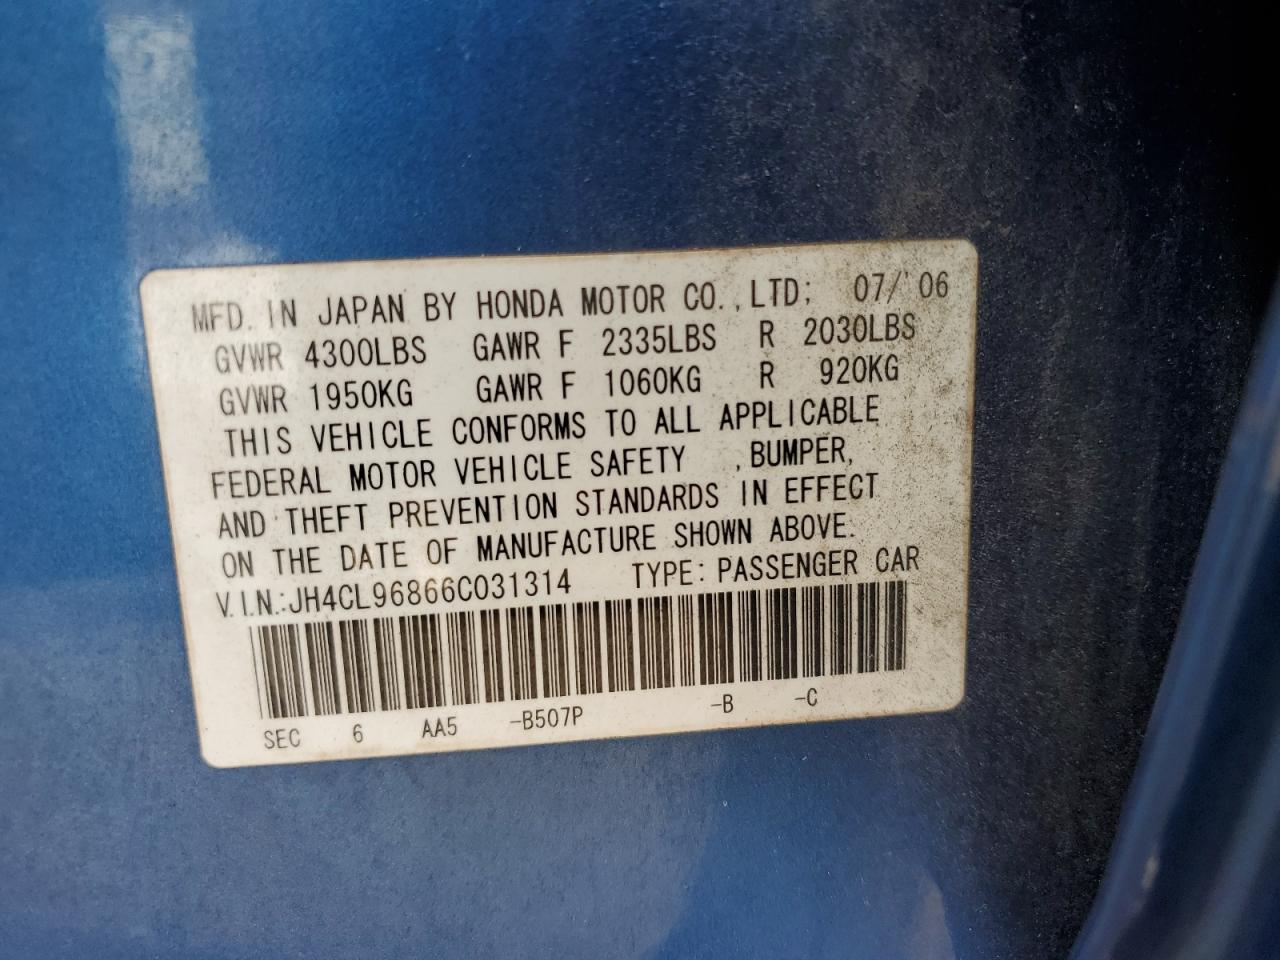 MFD. IN JAPAN BY HONDA MOTOR CO., LTD; 07/'06
GVWR 4300LBS GAWR F 2335LBS R 2030LBS
GVWR 1950KG GAWR F 1060KG R 920KG
THIS VEHICLE CONFORMS TO ALL APPLICABLE
FEDERAL MOTOR VEHICLE SAFETY , BUMPER,
AND THEFT PREVENTION STANDARDS IN EFFECT
ON THE DATE OF MANUFACTURE SHOWN ABOVE.
V.I.N.:JH4CL96866C031314 TYPE: PASSENGER CAR
SEC 6 AA5 -B507P -B -C